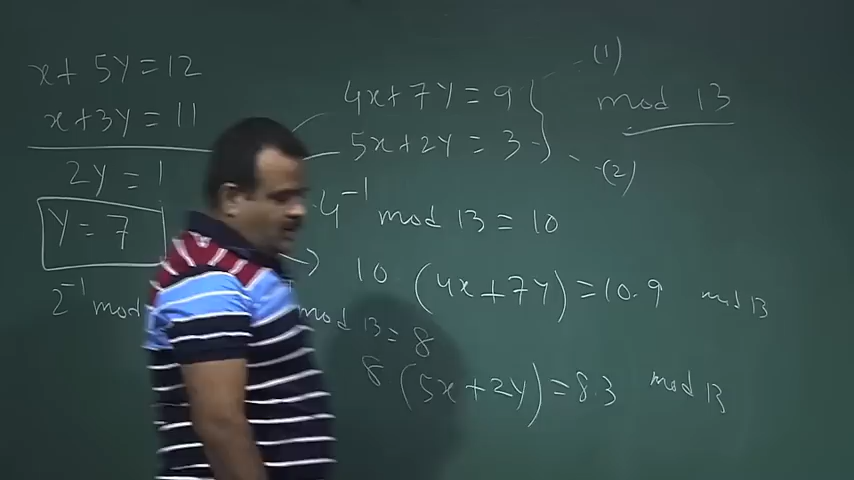 x + 5y = 12
x + 3y = 11
2y = 1
y = 7
2⁻¹ mod
4x + 7y = 9 (1)
5x + 2y = 3 (2)
mod 13
4⁻¹ mod 13 = 10
→ 10 (4x + 7y) = 10.9 mod 13
mod 13 = 8
8 (5x + 2y) = 8.3 mod 13